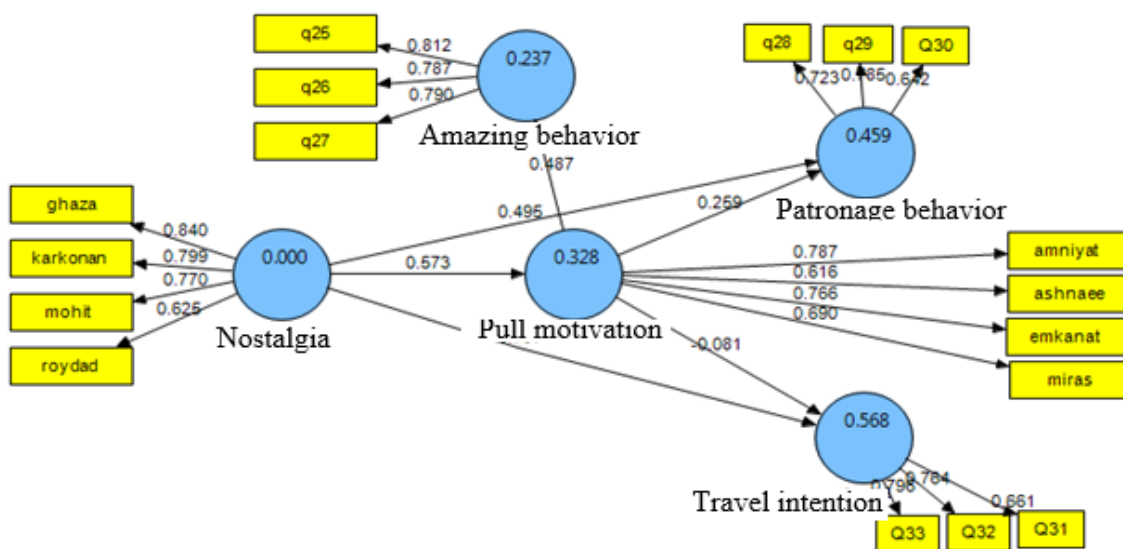 q25
0.812
q26
0.787
q27
0.790
0.237
Amazing behavior
q28
q29
Q30
0.723
0.642
0.459
Patronage behavior
0.487
0.495
0.259
ghaza
0.840
karkonan
0.799
mohit
0.770
roydad
0.625
0.000
Nostalgia
0.573
0.328
Pull motivation
0.787
amniyat
0.616
ashnaee
0.766
emkanat
0.690
miras
-0.081
0.568
Travel intention
0.764
0.661
Q33
Q32
Q31